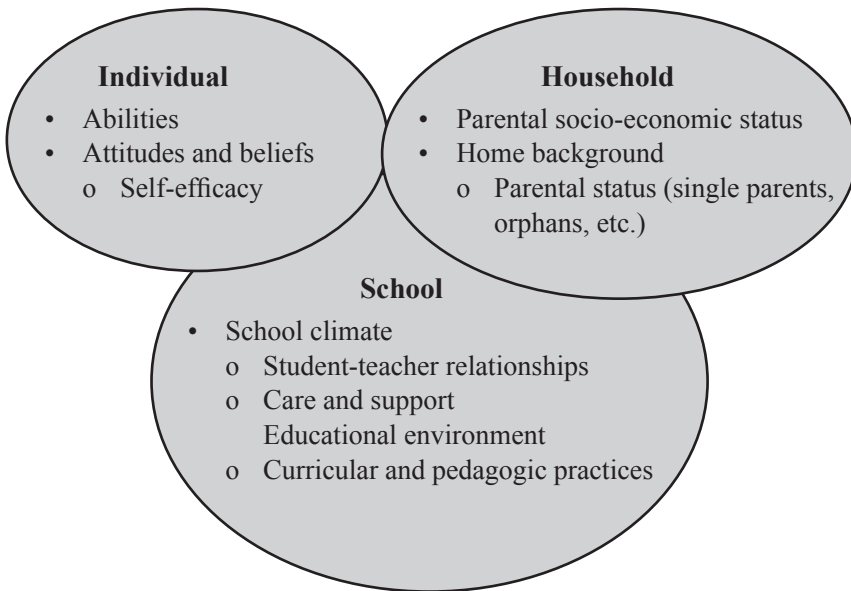 Individual
• Abilities
• Attitudes and beliefs
o Self-efficacy
Household
• Parental socio-economic status
• Home background
o Parental status (single parents,
orphans, etc.)
School
• School climate
o Student-teacher relationships
o Care and support
Educational environment
o Curricular and pedagogic practices